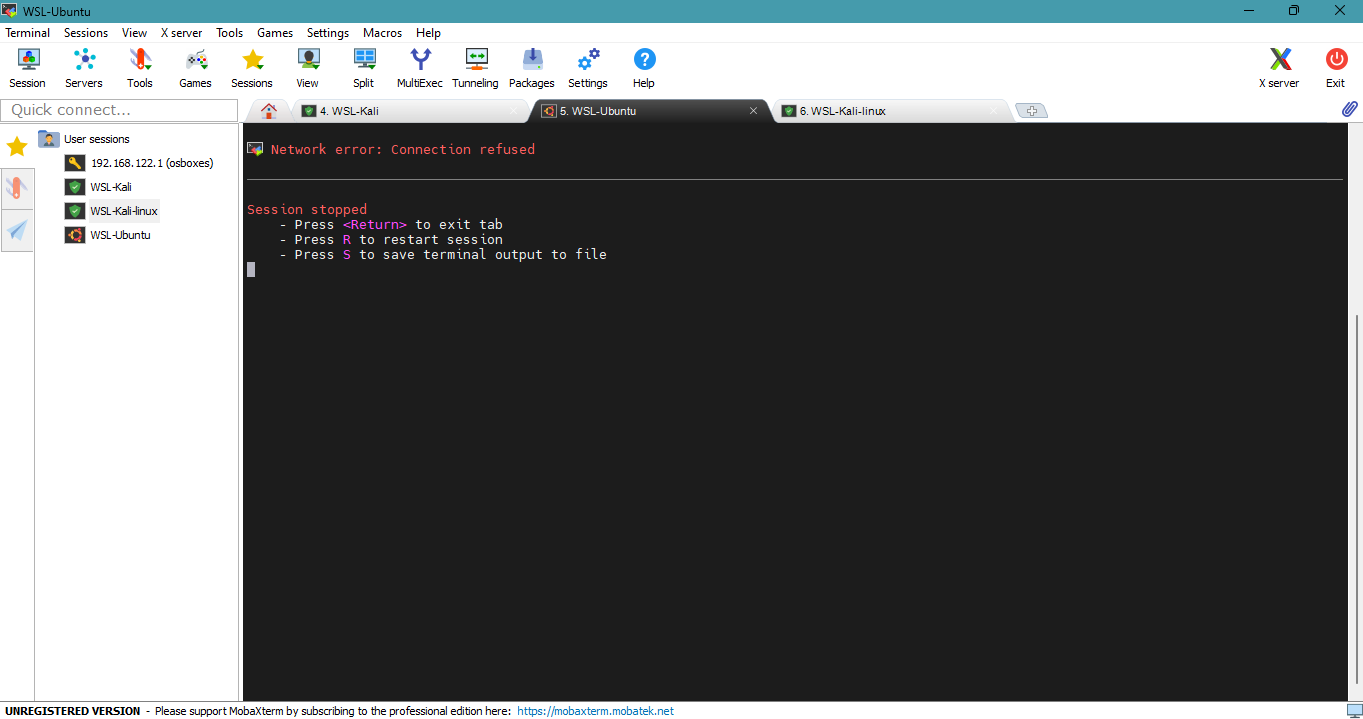 WSL-Ubuntu
Terminal Sessions View X server Tools Games Settings Macros Help
Session Servers Tools Games Sessions View Split MultiExec Tunneling Packages Settings Help X server Exit
Quick connect...
4. WSL-Kali
5. WSL-Ubuntu
6. WSL-Kali-linux
User sessions
192.168.122.1 (osboxes)
WSL-Kali
WSL-Kali-linux
WSL-Ubuntu
Network error: Connection refused
Session stopped
- Press <Return> to exit tab
- Press R to restart session
- Press S to save terminal output to file
UNREGISTERED VERSION - Please support MobaXterm by subscribing to the professional edition here: https://mobaxterm.mobatek.net